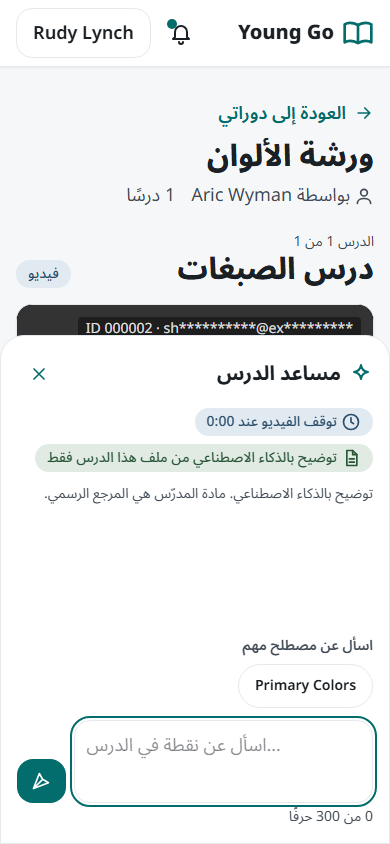 Young Go
Rudy Lynch
العودة إلى دوراتي
ورشة الألوان
بواسطة Aric Wyman 1 درسًا
الدرس 1 من 1
درس الصبغات
فيديو
ID 000002 · sh**********@ex*********
مساعد الدرس
توقف الفيديو عند 0:00
توضيح بالذكاء الاصطناعي من ملف هذا الدرس فقط
توضيح بالذكاء الاصطناعي. مادة المدرّس هي المرجع الرسمي.
اسأل عن مصطلح مهم
Primary Colors
اسأل عن نقطة في الدرس...
0 من 300 حرفًا